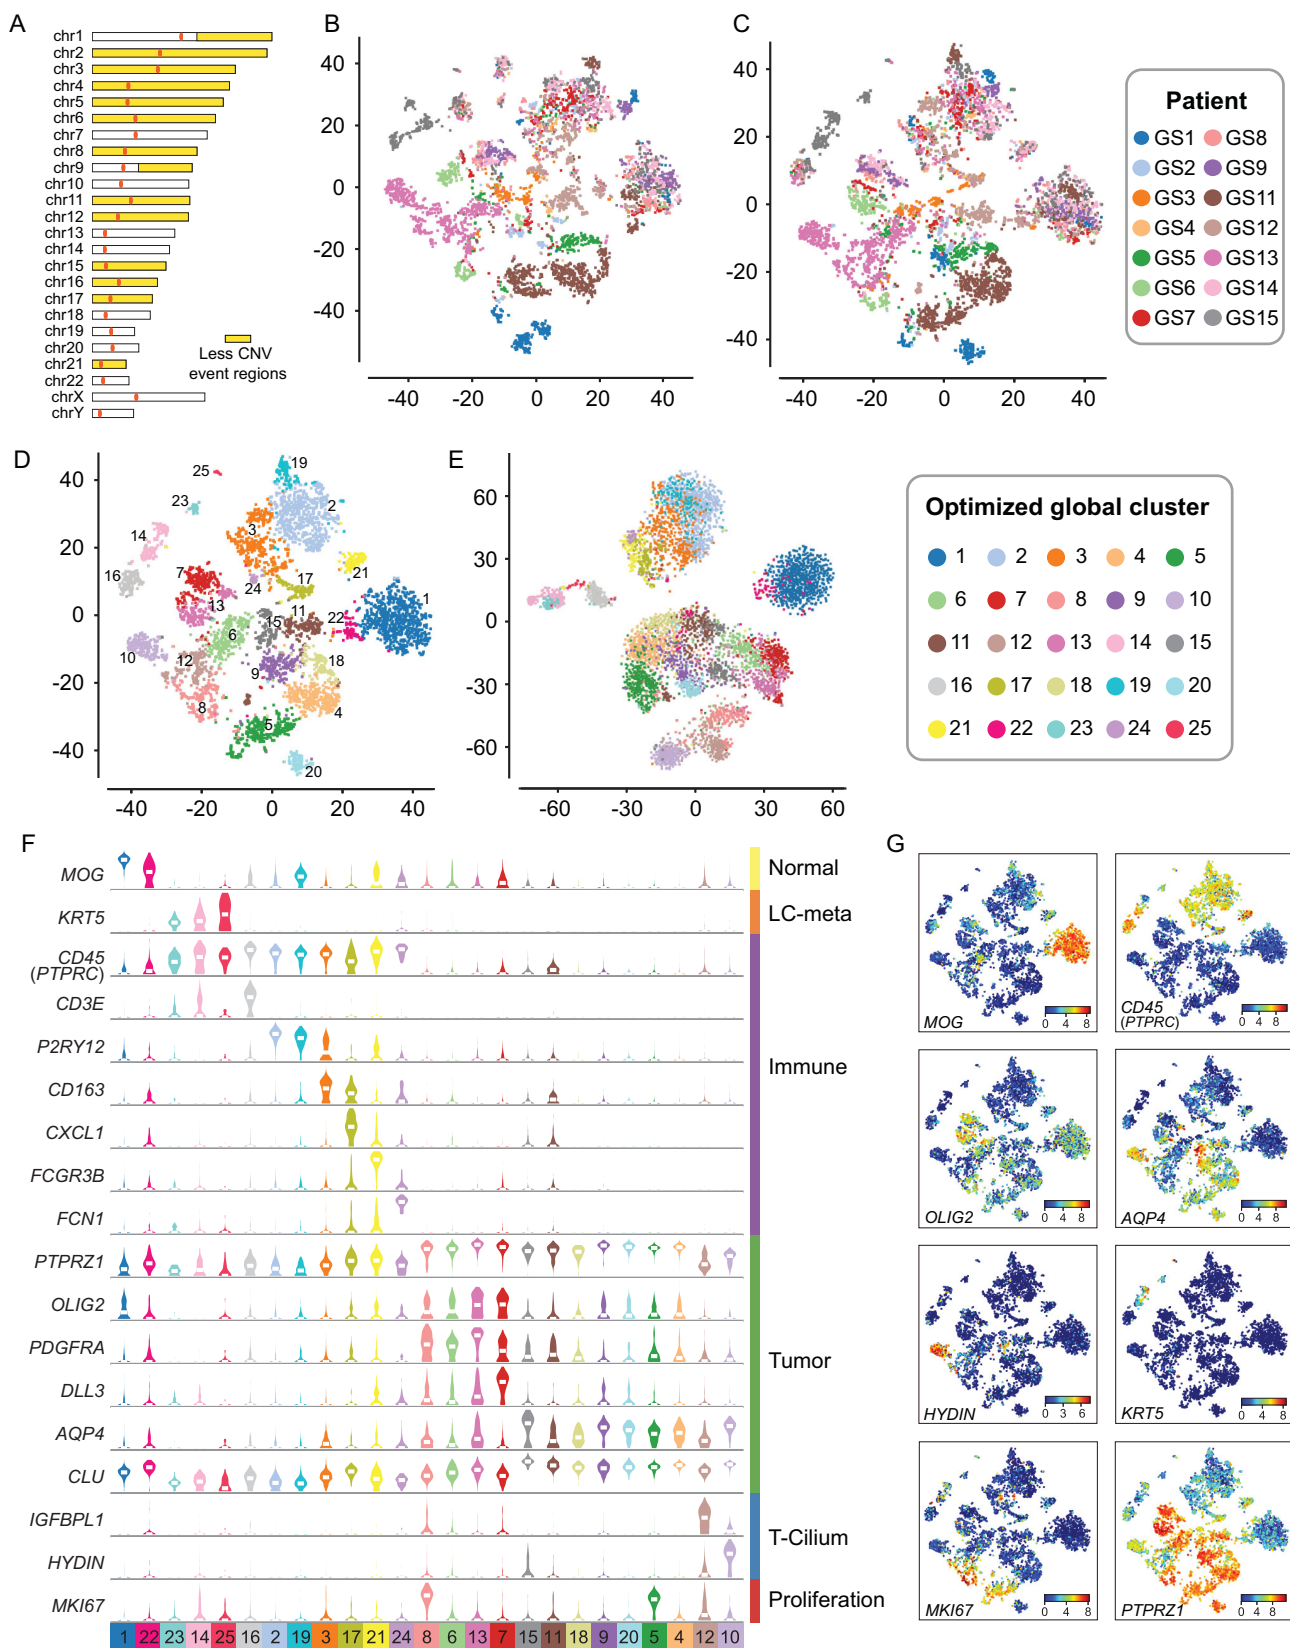 A
chr1
chr2
chr3
chr4
chr5
chr6
chr7
chr8
chr9
chr10
chr11
chr12
chr13
chr14
chr15
chr16
chr17
chr18
chr19
chr20
chr21
chr22
chrX
chrY
Less CNV
event regions
B
40
20
0
-20
-40
-40 -20 0 20 40
C
40
20
0
-20
-40
-40 -20 0 20 40
Patient
GS1 GS8
GS2 GS9
GS3 GS11
GS4 GS12
GS5 GS13
GS6 GS14
GS7 GS15
D
40
20
0
-20
-40
-40 -20 0 20 40
19
25
2
23
3
14
16
7
24
17
21
13
11
22
1
15
6
10
12
9
18
8
4
5
20
E
60
30
0
-30
-60
-60 -30 0 30 60
Optimized global cluster
1 2 3 4 5
6 7 8 9 10
11 12 13 14 15
16 17 18 19 20
21 22 23 24 25
F
MOG
KRT5
CD45
(PTPRC)
CD3E
P2RY12
CD163
CXCL1
FCGR3B
FCN1
PTPRZ1
OLIG2
PDGFRA
DLL3
AQP4
CLU
IGFBPL1
HYDIN
MKI67
Normal
LC-meta
Immune
Tumor
T-Cilium
Proliferation
1 22 23 14 25 16 2 19 3 17 21 24 8 6 13 7 15 11 18 9 20 5 4 12 10
G
MOG
0 4 8
CD45
(PTPRC)
0 4 8
OLIG2
0 4 8
AQP4
0 4 8
HYDIN
0 3 6
KRT5
0 4 8
MKI67
0 4 8
PTPRZ1
0 4 8